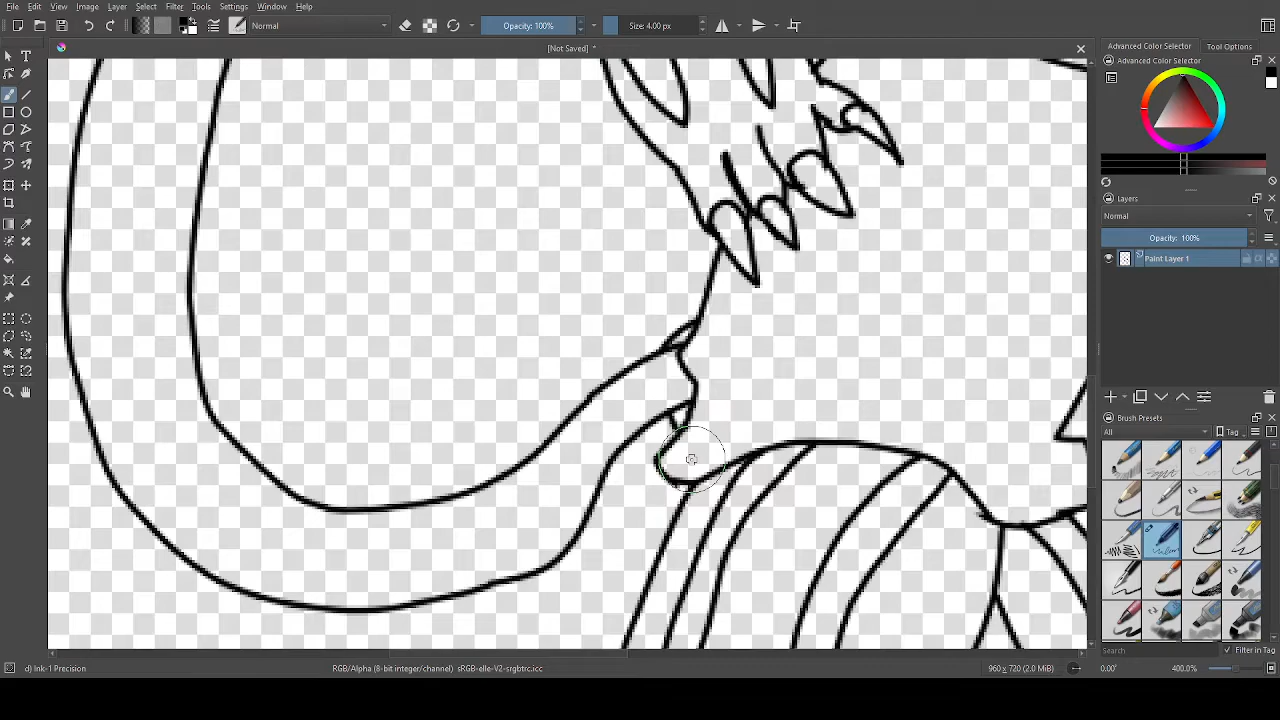 File Edit View Image Layer Select Filter Tools Settings Window Help
Normal
Opacity: 100%
Size: 4.00 px
[Not Saved] *
Advanced Color Selector
Tool Options
Advanced Color Selector
Layers
Normal
Opacity: 100%
Paint Layer 1
Brush Presets
All
Tag
Search
Filter in Tag
d) Ink-1 Precision
RGB/Alpha (8-bit integer/channel) sRGB-elle-V2-srgbtrc.icc
960 x 720 (2.0 MiB)
0.00°
400.0%